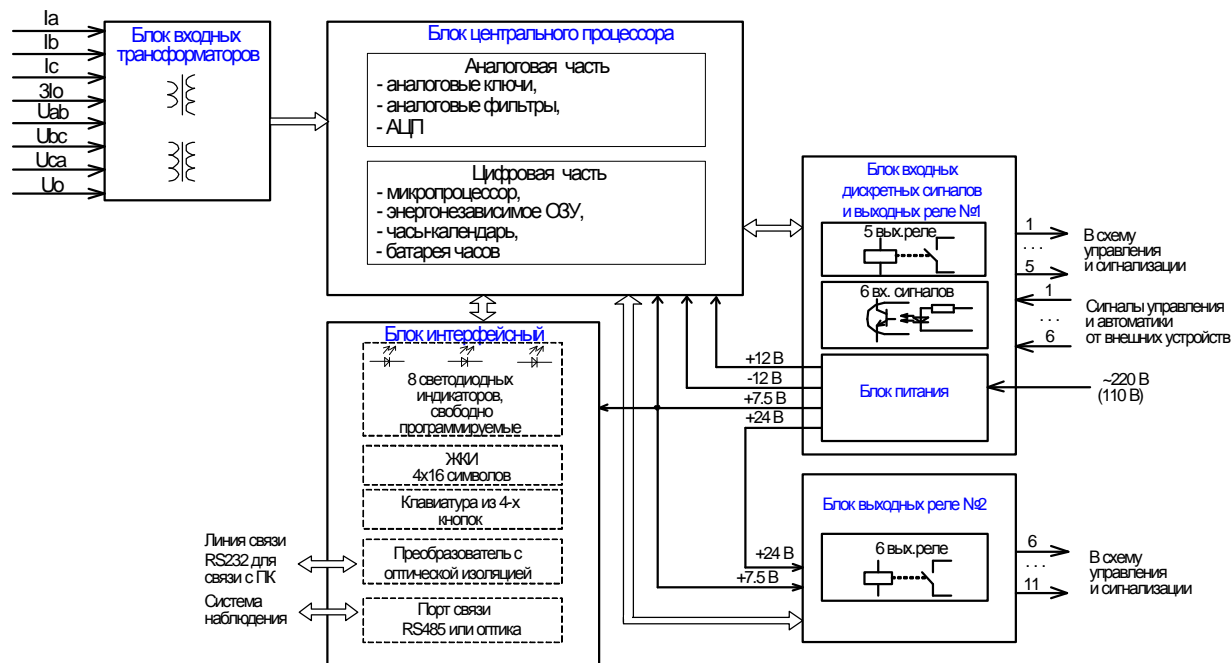 Ia
Ib
Ic
3Io
Uab
Ubc
Uca
Uo
Блок входных
трансформаторов
Блок центрального процессора
Аналоговая часть
- аналоговые ключи,
- аналоговые фильтры,
- АЦП
Цифровая часть
- микропроцессор,
- энергонезависимое ОЗУ,
- часы-календарь,
- батарея часов
Блок входных
дискретных сигналов
и выходных реле №1
5 вых.реле
1
. . .
5
В схему
управления
и сигнализации
6 вх. сигналов
1
. . .
6
Сигналы управления
и автоматики
от внешних устройств
Блок питания
~220 В
(110 В)
+12 В
-12 В
+7.5 В
+24 В
Блок интерфейсный
8 светодиодных
индикаторов,
свободно
программируемые
ЖКИ
4х16 символов
Клавиатура из 4-х
кнопок
Преобразователь с
оптической изоляцией
Порт связи
RS485 или оптика
Линия связи
RS232 для
связи с ПК
Система
наблюдения
Блок выходных реле №2
+24 В
+7.5 В
6 вых.реле
6
. . .
11
В схему
управления
и сигнализации